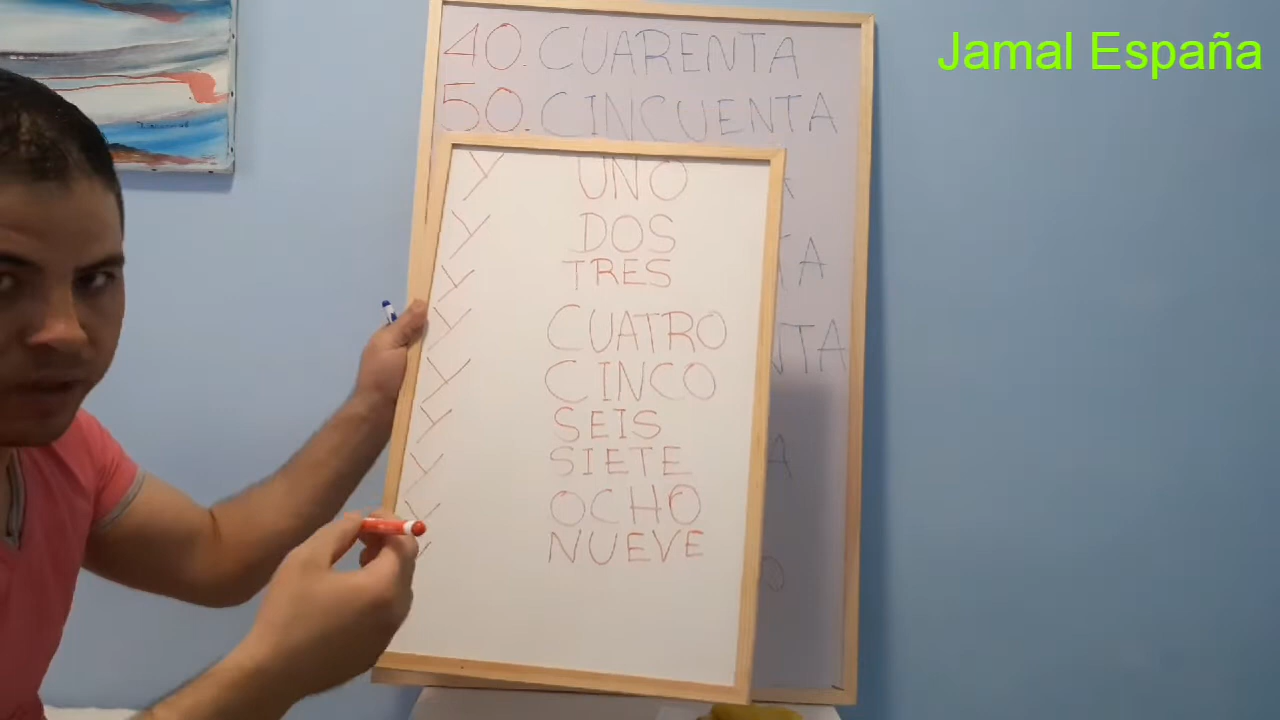 Jamal España
40. CUARENTA
50. CINCUENTA
Y UNO
Y DOS
Y TRES
Y CUATRO
Y CINCO
Y SEIS
Y SIETE
Y OCHO
Y NUEVE